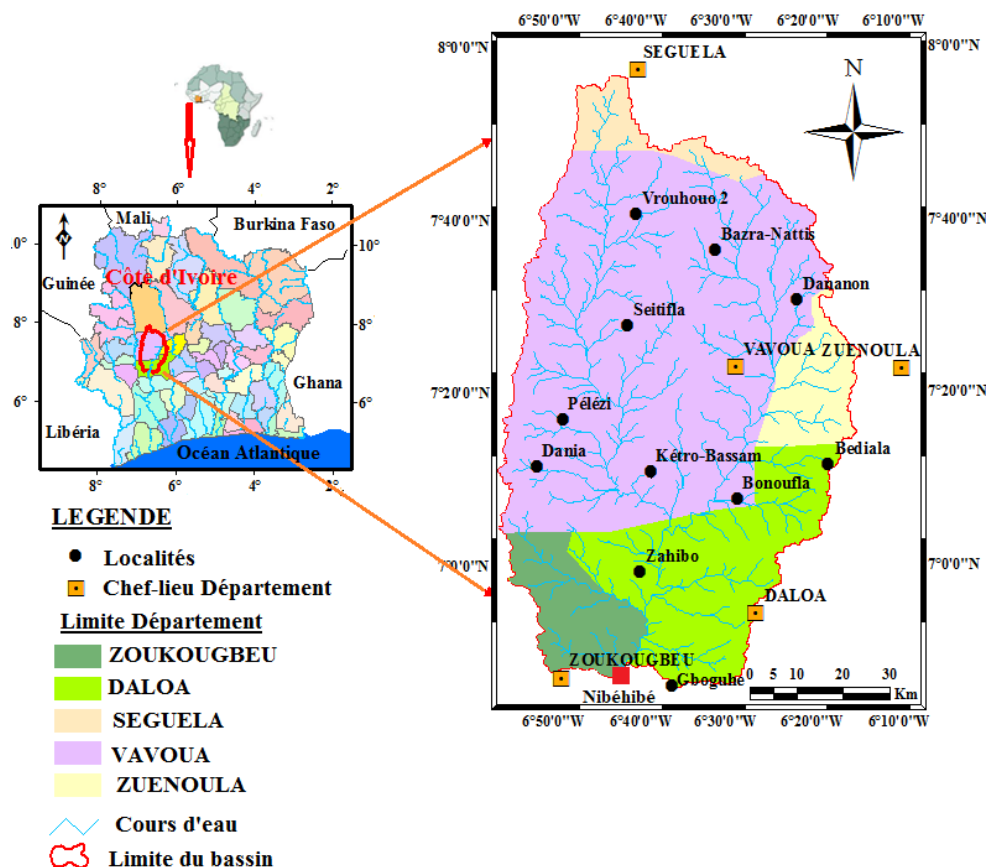 6°50'0"W 6°40'0"W 6°30'0"W 6°20'0"W 6°10'0"W
8°0'0"N 8°0'0"N
SEGUELA
N
Vrouhouo 2
7°40'0"N 7°40'0"N
Bazra-Nattis
Dananon
Seitifla
VAVOUA ZUENOULA
7°20'0"N 7°20'0"N
Pélézi
Dania
Kétro-Bassam
Bediala
Bonoufla
7°0'0"N 7°0'0"N
Zahibo
DALOA
ZOUKOUGBEU
Gboguhe
Nibéhibé
0 5 10 20 30
Km
6°50'0"W 6°40'0"W 6°30'0"W 6°20'0"W 6°10'0"W
8° 6° 4° 2°
Mali
Burkina Faso
N
.0° 10°
Côte d'Ivoire
Guinée
8° 8°
Ghana
6° 6°
Libéria
Océan Atlantique
8° 6° 4° 2°
LEGENDE
Localités
Chef-lieu Département
Limite Département
ZOUKOUGBEU
DALOA
SEGUELA
VAVOUA
ZUENOULA
Cours d'eau
Limite du bassin